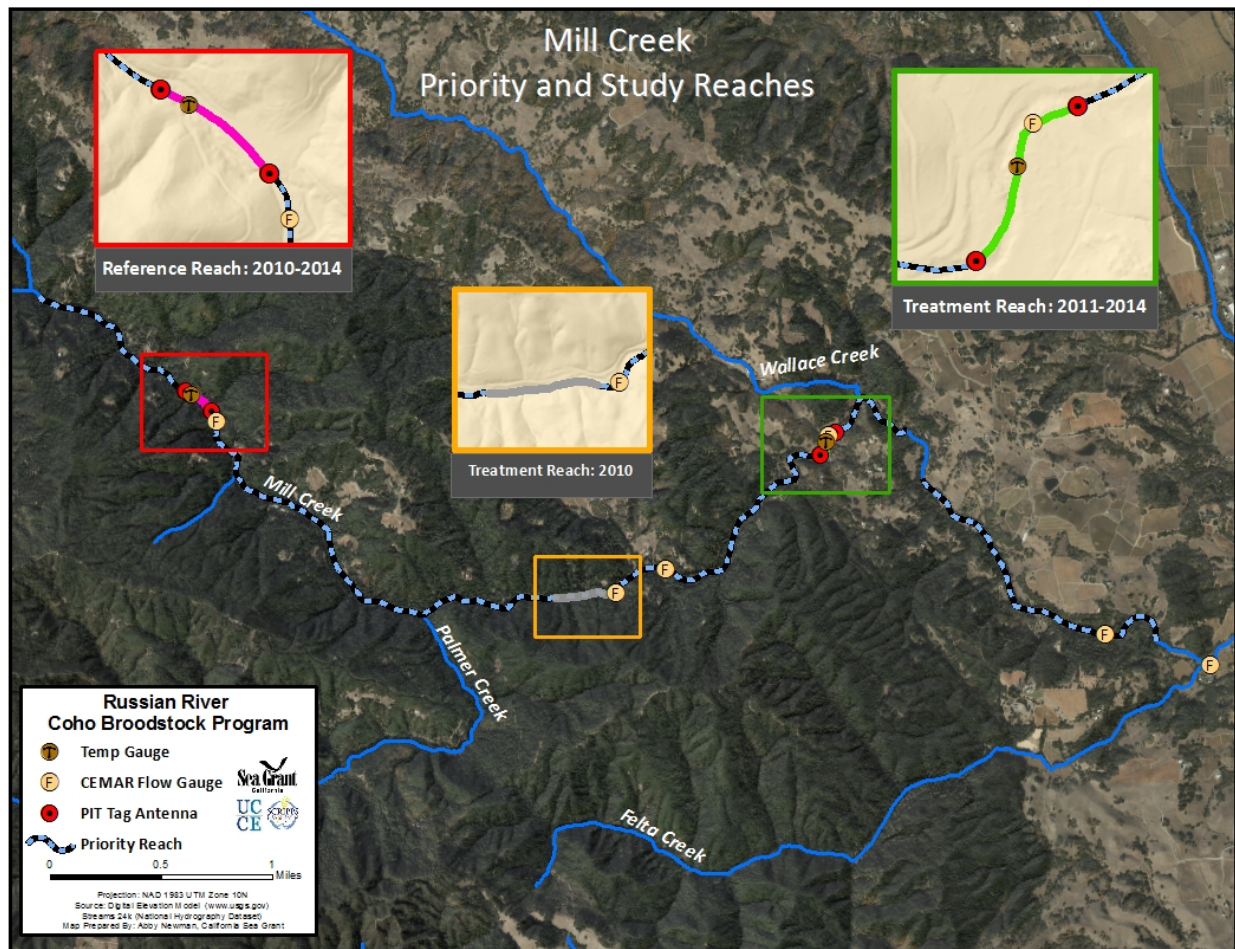 Mill Creek
Priority and Study Reaches
Reference Reach: 2010-2014
Treatment Reach: 2011-2014
Treatment Reach: 2010
Wallace Creek
Mill Creek
Palmer Creek
Felta Creek
F
F
F
F
F
F
F
F
F
Russian River
Coho Broodstock Program
Temp Gauge
F CEMAR Flow Gauge
PIT Tag Antenna
Priority Reach
Sea Grant
California
UC
CE
SCRIPPS
0 0.5 1
Miles
Projection: NAD 1983 UTM Zone 10N
Source: Digital Elevation Model (www.usgs.gov)
Streams 24k (National Hydrography Dataset)
Map Prepared By: Abby Newman, California Sea Grant